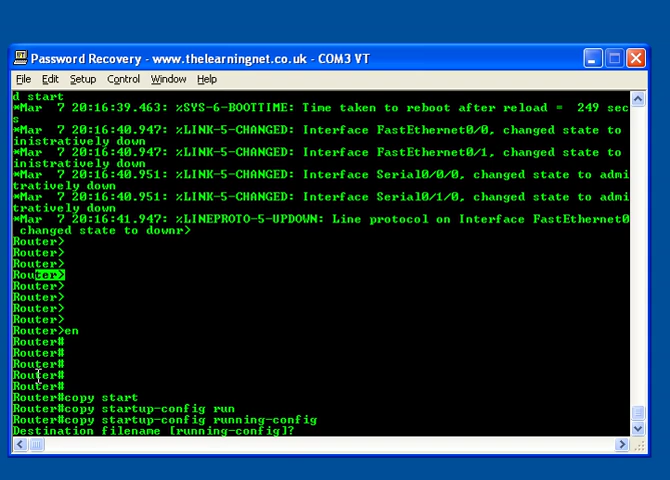 Password Recovery - www.thelearningnet.co.uk - COM3 VT
File Edit Setup Control Window Help
d start
*Mar  7 20:16:39.463: %SYS-6-BOOTTIME: Time taken to reboot after reload =  249 sec
s
*Mar  7 20:16:40.947: %LINK-5-CHANGED: Interface FastEthernet0/0, changed state to
inistratively down
*Mar  7 20:16:40.947: %LINK-5-CHANGED: Interface FastEthernet0/1, changed state to
inistratively down
*Mar  7 20:16:40.951: %LINK-5-CHANGED: Interface Serial0/0/0, changed state to admi
tratively down
*Mar  7 20:16:40.951: %LINK-5-CHANGED: Interface Serial0/1/0, changed state to admi
tratively down
*Mar  7 20:16:41.947: %LINEPROTO-5-UPDOWN: Line protocol on Interface FastEthernet0
changed state to downr>
Router>
Router>
Router>
Router>
Router>
Router>
Router>
Router>
Router>en
Router#
Router#
Router#
Router#
Router#
Router#copy start
Router#copy startup-config run
Router#copy startup-config running-config
Destination filename [running-config]?